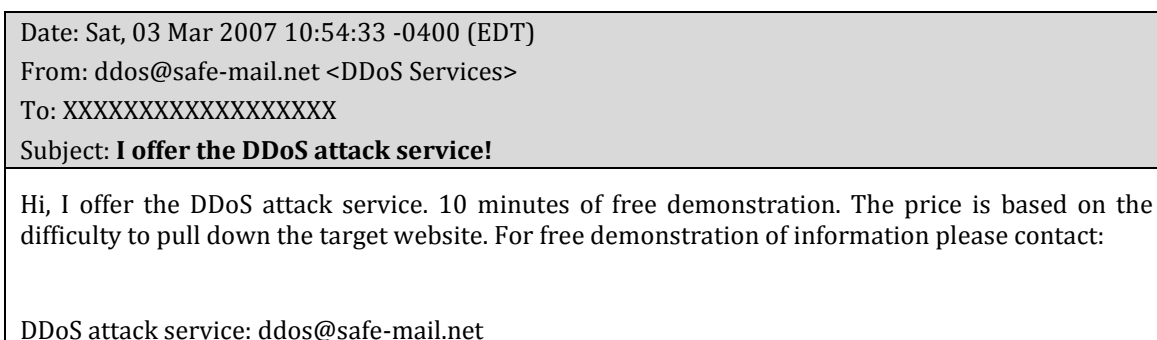 Date: Sat, 03 Mar 2007 10:54:33 -0400 (EDT)
From: ddos@safe-mail.net <DDoS Services>
To: XXXXXXXXXXXXXXXXXX
Subject: I offer the DDoS attack service!
Hi, I offer the DDoS attack service. 10 minutes of free demonstration. The price is based on the
difficulty to pull down the target website. For free demonstration of information please contact:
DDoS attack service: ddos@safe-mail.net